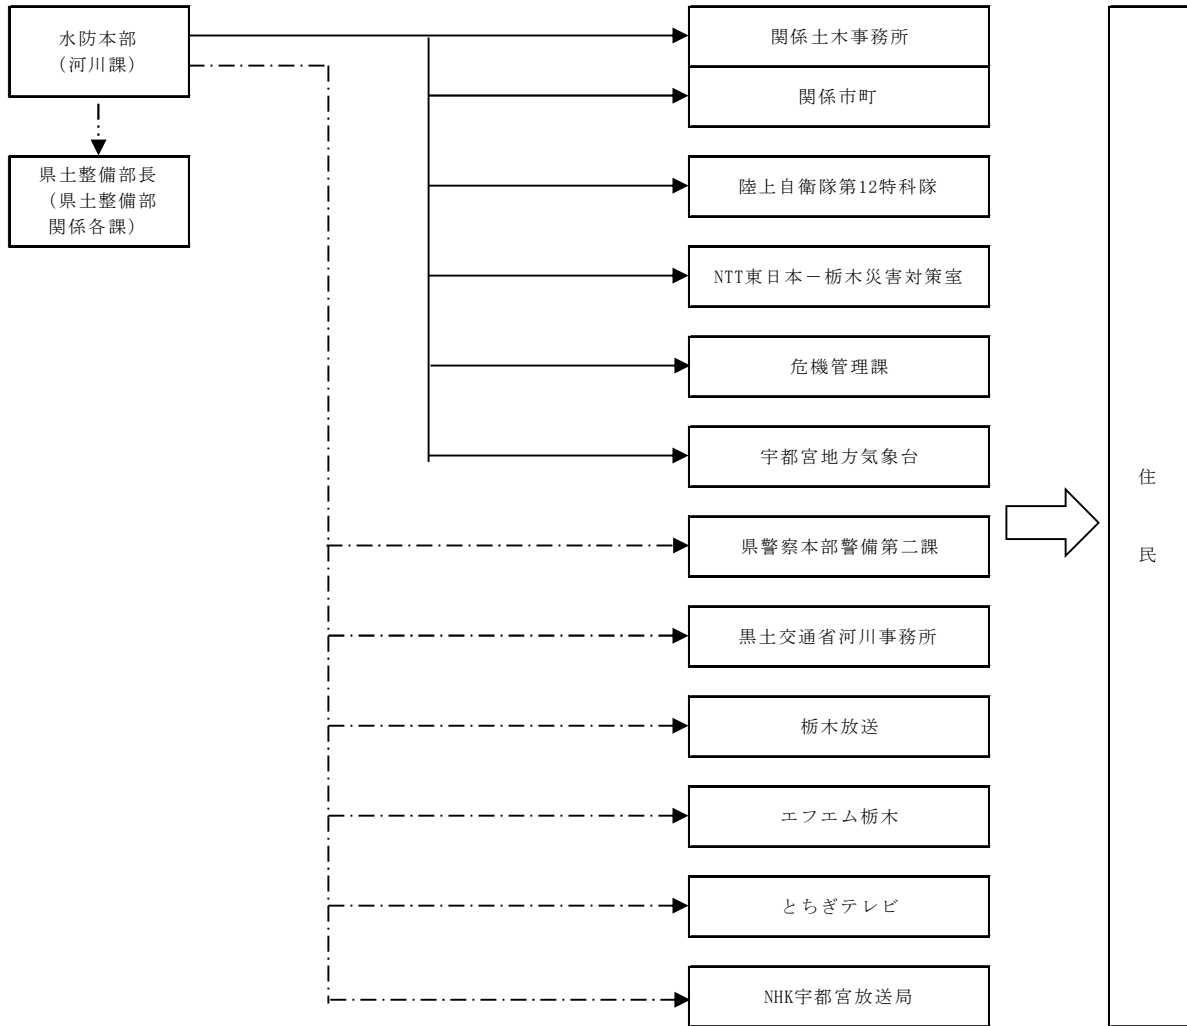 水防本部
(河川課)
県土整備部長
(県土整備部
関係各課)
関係土木事務所
関係市町
陸上自衛隊第12特科隊
NTT東日本－栃木災害対策室
危機管理課
宇都宮地方気象台
県警察本部警備第二課
黒土交通省河川事務所
栃木放送
エフエム栃木
とちぎテレビ
NHK宇都宮放送局
住
民